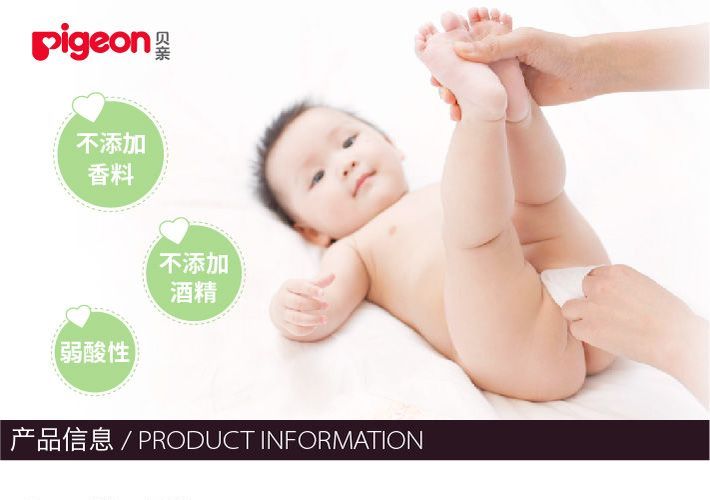 pigeon 贝亲
不添加
香料
不添加
酒精
弱酸性
产品信息 / PRODUCT INFORMATION